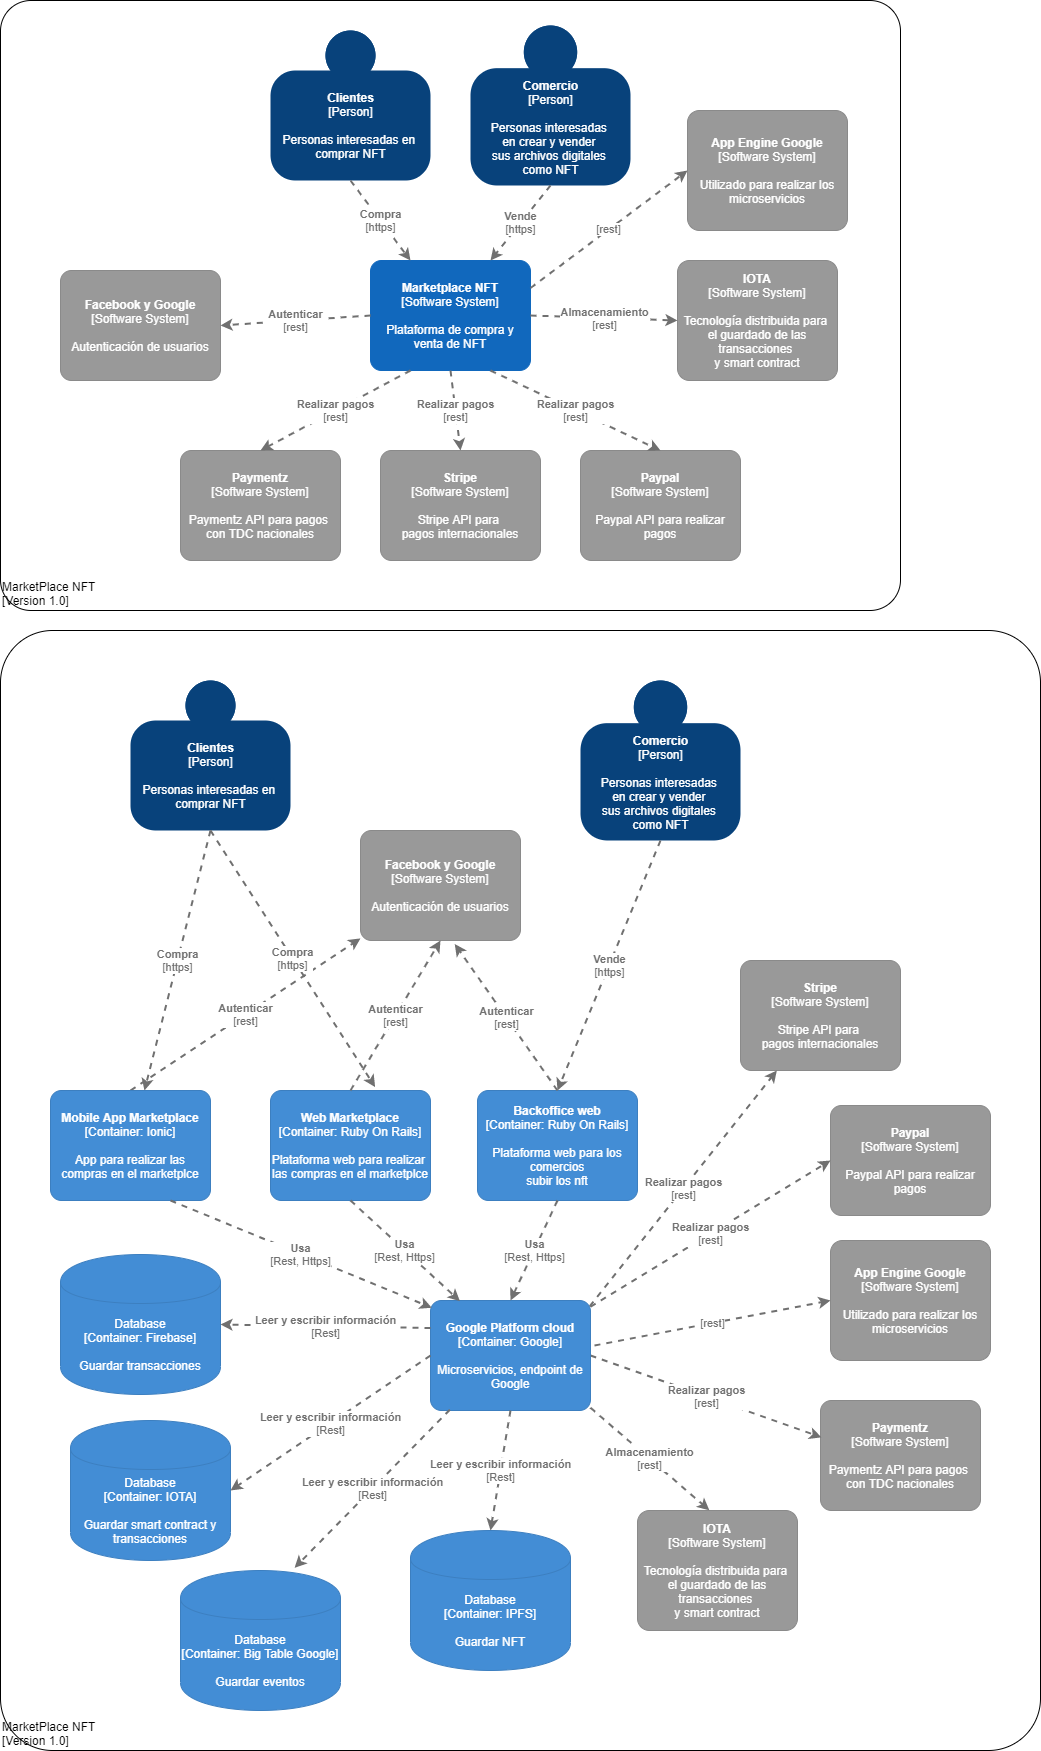 Clientes
[Person]
Personas interesadas en
comprar NFT
Comercio
[Person]
Personas interesadas
en crear y vender
sus archivos digitales
como NFT
App Engine Google
[Software System]
Utilizado para realizar los
microservicios
Compra
[https]
Vende
[https]
[rest]
Facebook y Google
[Software System]
Autenticación de usuarios
Autenticar
[rest]
Marketplace NFT
[Software System]
Plataforma de compra y
venta de NFT
Almacenamiento
[rest]
IOTA
[Software System]
Tecnología distribuida para
el guardado de las
transacciones
y smart contract
Realizar pagos
[rest]
Realizar pagos
[rest]
Realizar pagos
[rest]
Paymentz
[Software System]
Paymentz API para pagos
con TDC nacionales
Stripe
[Software System]
Stripe API para
pagos internacionales
Paypal
[Software System]
Paypal API para realizar
pagos
MarketPlace NFT
[Version 1.0]
Clientes
[Person]
Personas interesadas en
comprar NFT
Comercio
[Person]
Personas interesadas
en crear y vender
sus archivos digitales
como NFT
Facebook y Google
[Software System]
Autenticación de usuarios
Compra
[https]
Compra
[https]
Vende
[https]
Autenticar
[rest]
Autenticar
[rest]
Autenticar
[rest]
Stripe
[Software System]
Stripe API para
pagos internacionales
Mobile App Marketplace
[Container: Ionic]
App para realizar las
compras en el marketplce
Web Marketplace
[Container: Ruby On Rails]
Plataforma web para realizar
las compras en el marketplce
Backoffice web
[Container: Ruby On Rails]
Plataforma web para los
comercios
subir los nft
Paypal
[Software System]
Paypal API para realizar
pagos
Realizar pagos
[rest]
Realizar pagos
[rest]
Usa
[Rest, Https]
Usa
[Rest, Https]
Usa
[Rest, Https]
App Engine Google
[Software System]
Utilizado para realizar los
microservicios
[rest]
Database
[Container: Firebase]
Guardar transacciones
Leer y escribir información
[Rest]
Google Platform cloud
[Container: Google]
Microservicios, endpoint de
Google
Realizar pagos
[rest]
Paymentz
[Software System]
Paymentz API para pagos
con TDC nacionales
Leer y escribir información
[Rest]
Leer y escribir información
[Rest]
Leer y escribir información
[Rest]
Almacenamiento
[rest]
Database
[Container: IOTA]
Guardar smart contract y
transacciones
IOTA
[Software System]
Tecnología distribuida para
el guardado de las
transacciones
y smart contract
Database
[Container: IPFS]
Guardar NFT
Database
[Container: Big Table Google]
Guardar eventos
MarketPlace NFT
[Version 1.0]